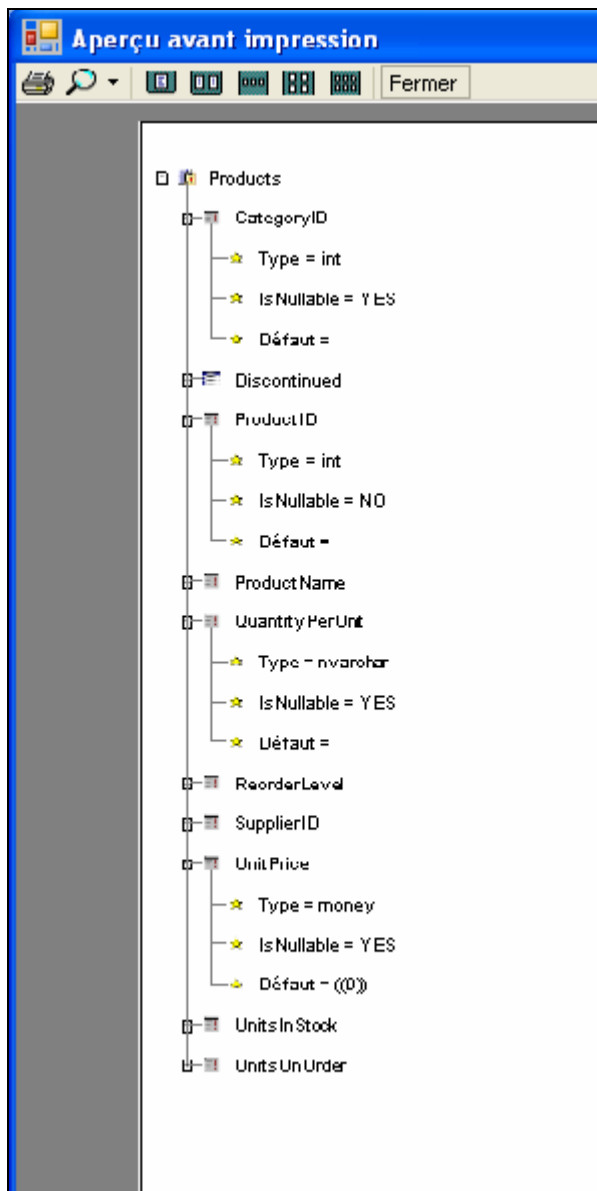 Aperçu avant impression
Fermer
Products
CategoryID
Type = int
IsNullable = YES
Défaut =
Discontinued
ProductID
Type = int
IsNullable = NO
Défaut =
ProductName
QuantityPerUnit
Type = nvarchar
IsNullable = YES
Défaut =
ReorderLevel
SupplierID
UnitPrice
Type = money
IsNullable = YES
Défaut = ((0))
UnitsInStock
UnitsOnOrder